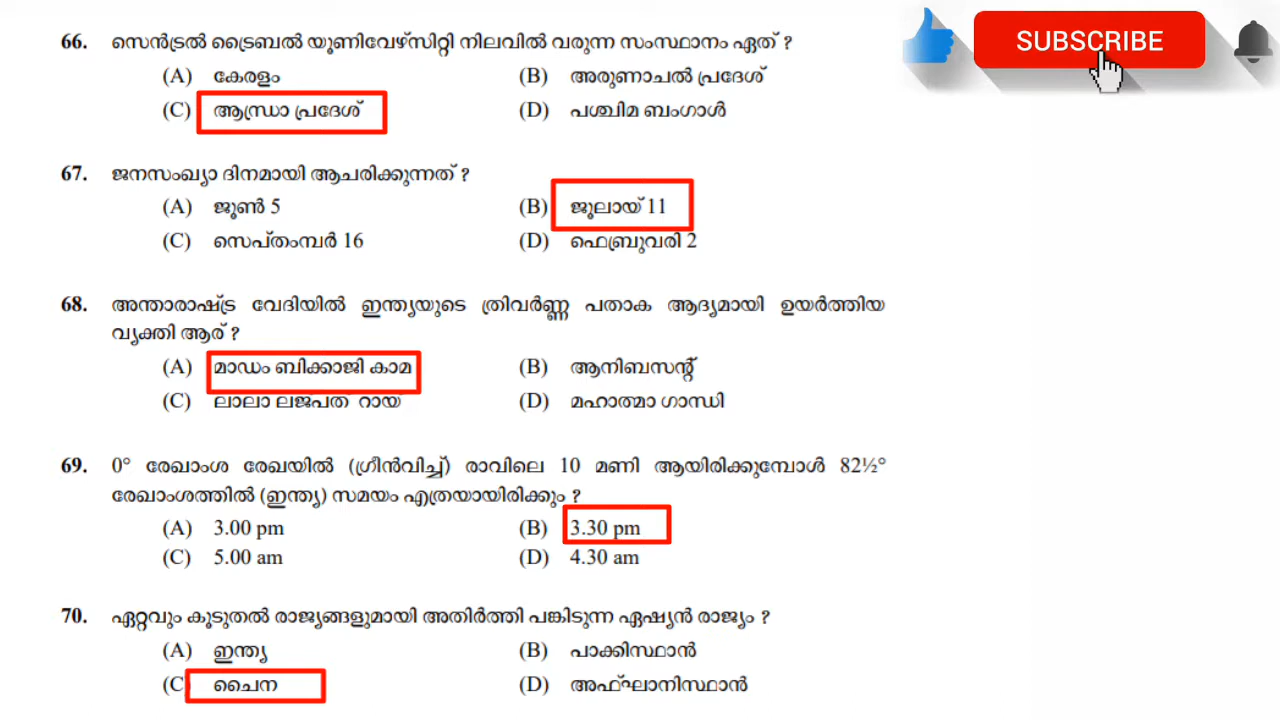 66. സെൻട്രൽ ട്രൈബൽ യൂണിവേഴ്സിറ്റി നിലവിൽ വരുന്ന സംസ്ഥാനം ഏത് ?
(A) കേരളം (B) അരുണാചൽ പ്രദേശ്
(C) ആന്ധ്രാ പ്രദേശ് (D) പശ്ചിമ ബംഗാൾ
SUBSCRIBE
67. ജനസംഖ്യാ ദിനമായി ആചരിക്കുന്നത് ?
(A) ജൂൺ 5 (B) ജൂലായ് 11
(C) സെപ്തംമ്പർ 16 (D) ഫെബ്രുവരി 2
68. അന്താരാഷ്ട്ര വേദിയിൽ ഇന്ത്യയുടെ ത്രിവർണ്ണ പതാക ആദ്യമായി ഉയർത്തിയ
വ്യക്തി ആര് ?
(A) മാഡം ബിക്കാജി കാമ (B) ആനിബസന്റ്
(C) ലാലാ ലജപത് റായ് (D) മഹാത്മാ ഗാന്ധി
69. 0° രേഖാംശ രേഖയിൽ (ഗ്രീൻവിച്ച്) രാവിലെ 10 മണി ആയിരിക്കുമ്പോൾ 82½°
രേഖാംശത്തിൽ (ഇന്ത്യ) സമയം എത്രയായിരിക്കും ?
(A) 3.00 pm (B) 3.30 pm
(C) 5.00 am (D) 4.30 am
70. ഏറ്റവും കൂടുതൽ രാജ്യങ്ങളുമായി അതിർത്തി പങ്കിടുന്ന ഏഷ്യൻ രാജ്യം ?
(A) ഇന്ത്യ (B) പാക്കിസ്ഥാൻ
(C) ചൈന (D) അഫ്ഘാനിസ്ഥാൻ